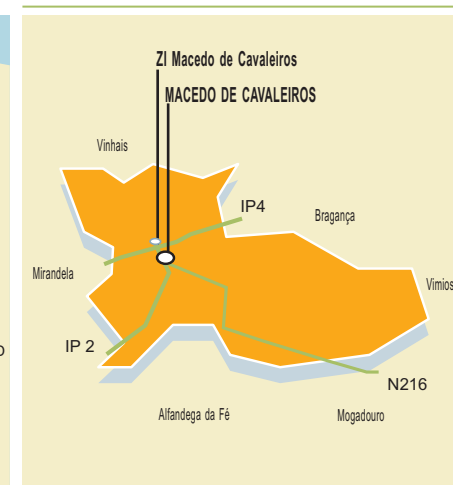 ZI Macedo de Cavaleiros
MACEDO DE CAVALEIROS
Vinhais
IP4
Bragança
Mirandela
Vimios
IP 2
N216
Alfandega da Fé
Mogadouro